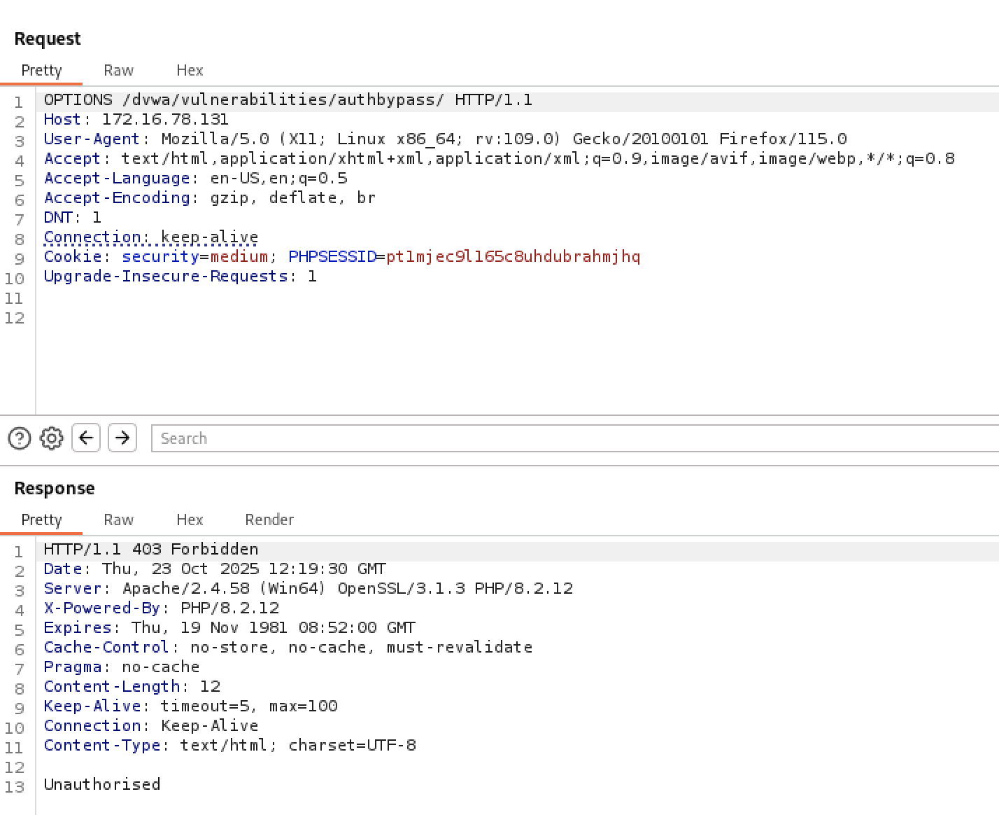 Request
Pretty Raw Hex
1 OPTIONS /dvwa/vulnerabilities/authbypass/ HTTP/1.1
2 Host: 172.16.78.131
3 User-Agent: Mozilla/5.0 (X11; Linux x86_64; rv:109.0) Gecko/20100101 Firefox/115.0
4 Accept: text/html,application/xhtml+xml,application/xml;q=0.9,image/avif,image/webp,*/*;q=0.8
5 Accept-Language: en-US,en;q=0.5
6 Accept-Encoding: gzip, deflate, br
7 DNT: 1
8 Connection: keep-alive
9 Cookie: security=medium; PHPSESSID=pt1mjec9l165c8uhdubrahmjhq
10 Upgrade-Insecure-Requests: 1
11
12
Search
Response
Pretty Raw Hex Render
1 HTTP/1.1 403 Forbidden
2 Date: Thu, 23 Oct 2025 12:19:30 GMT
3 Server: Apache/2.4.58 (Win64) OpenSSL/3.1.3 PHP/8.2.12
4 X-Powered-By: PHP/8.2.12
5 Expires: Thu, 19 Nov 1981 08:52:00 GMT
6 Cache-Control: no-store, no-cache, must-revalidate
7 Pragma: no-cache
8 Content-Length: 12
9 Keep-Alive: timeout=5, max=100
10 Connection: Keep-Alive
11 Content-Type: text/html; charset=UTF-8
12
13 Unauthorised